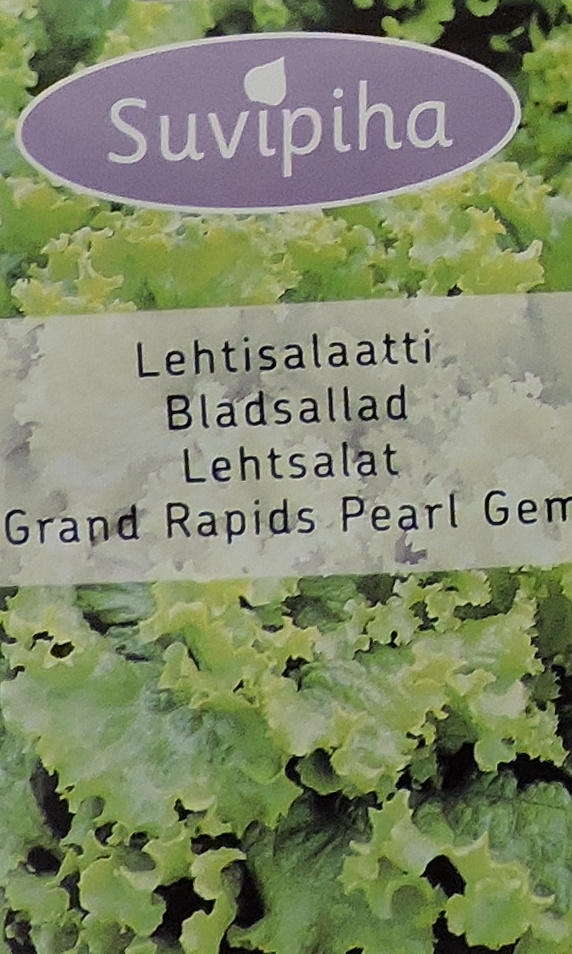 Suvipiha
Lehtisalaatti
Bladsallad
Lehtsalat
Grand Rapids Pearl Gem